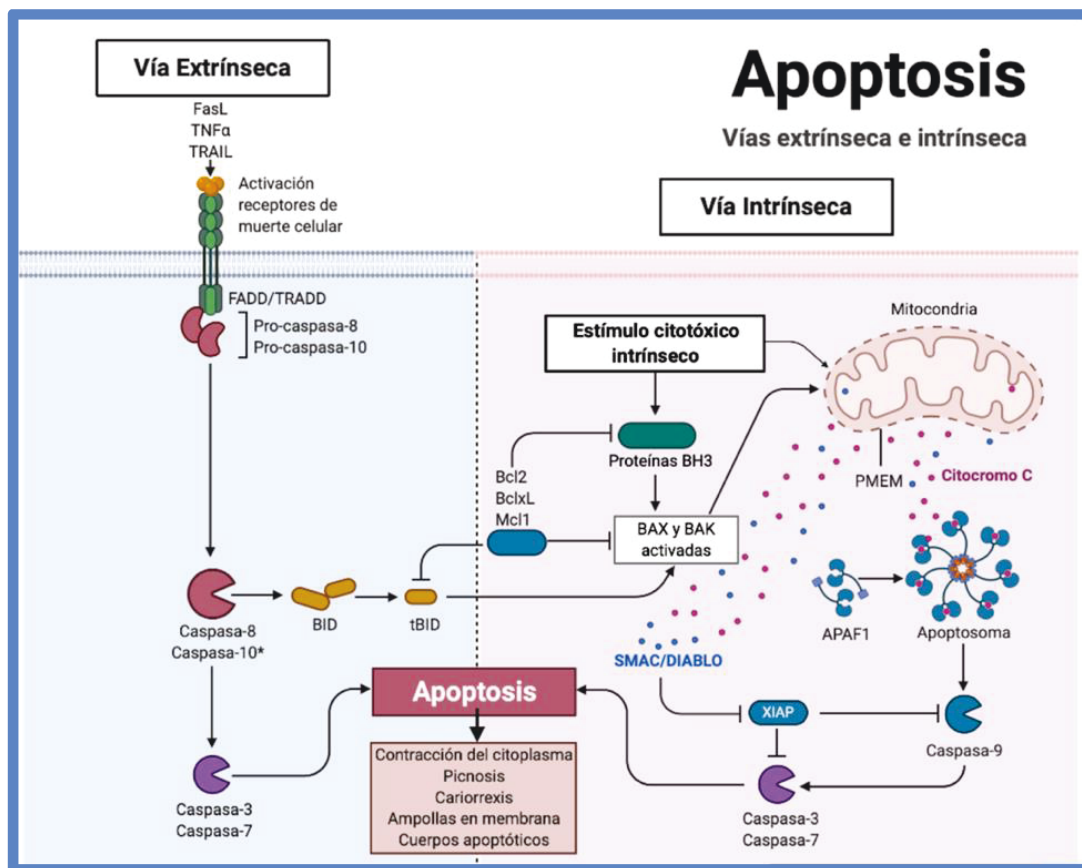 Vía Extrínseca
FasL
TNFα
TRAIL
Activación
receptores de
muerte celular
FADD/TRADD
Pro-caspasa-8
Pro-caspasa-10
Caspasa-8
Caspasa-10*
BID
tBID
Caspasa-3
Caspasa-7
Apoptosis
Vías extrínseca e intrínseca
Vía Intrínseca
Estímulo citotóxico
intrínseco
Mitocondria
Proteínas BH3
Bcl2
BclxL
Mcl1
BAX y BAK
activadas
PMEM
Citocromo C
APAF1
Apoptosoma
SMAC/DIABLO
XIAP
Caspasa-9
Caspasa-3
Caspasa-7
Apoptosis
Contracción del citoplasma
Picnosis
Cariorrexis
Ampollas en membrana
Cuerpos apoptóticos